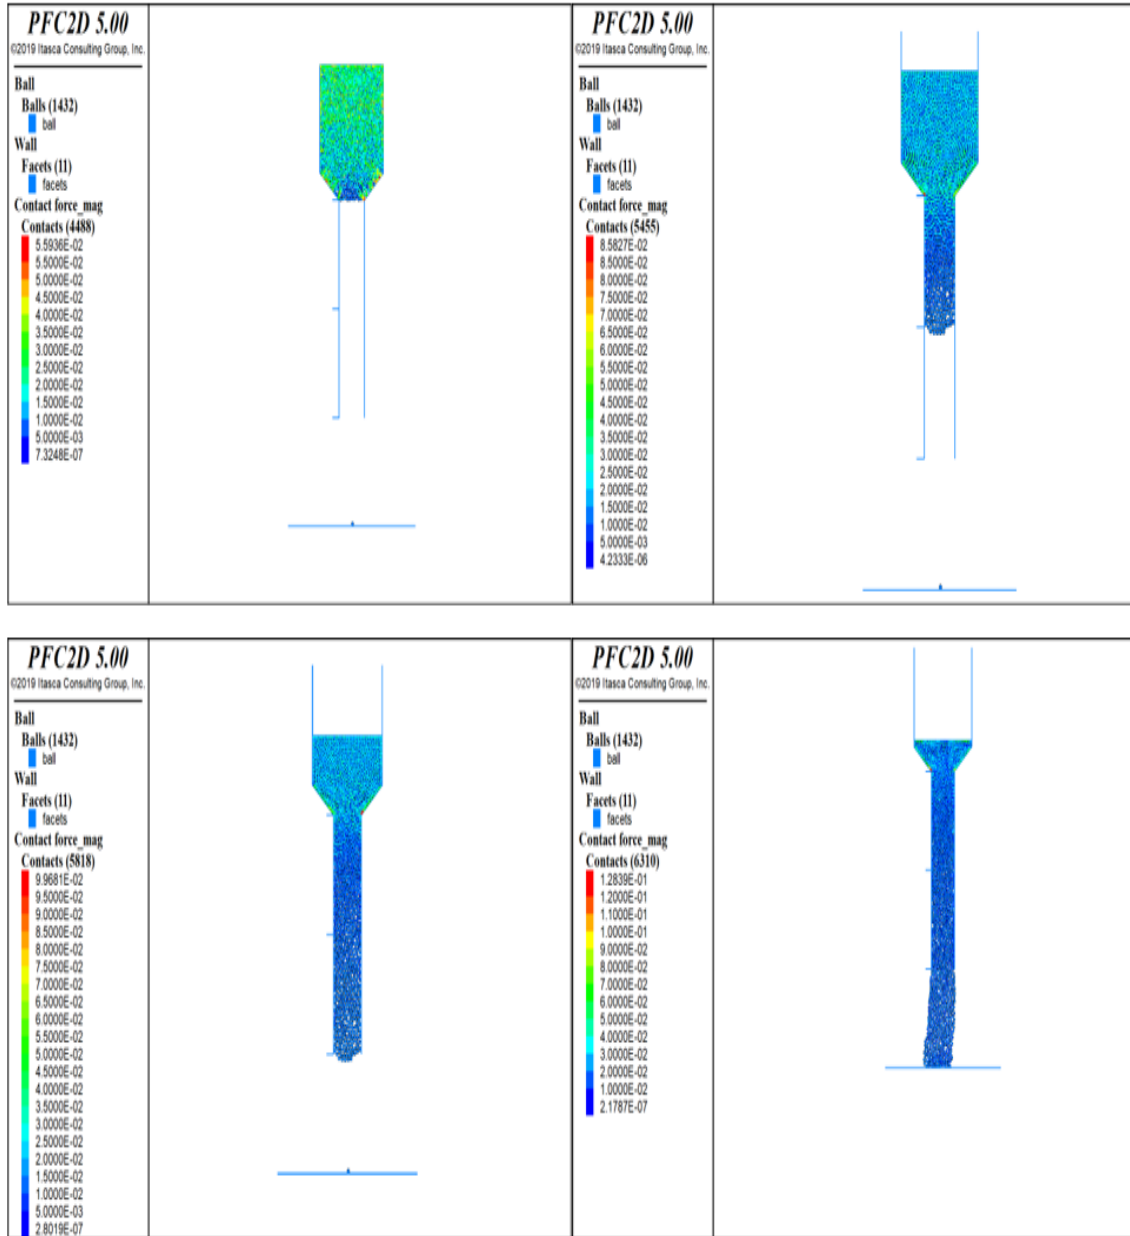 PFC2D 5.00
©2019 Itasca Consulting Group, Inc.
Ball
Balls (1432)
ball
Wall
Facets (11)
facets
Contact force_mag
Contacts (4488)
5.5936E-02
5.5000E-02
5.0000E-02
4.5000E-02
4.0000E-02
3.5000E-02
3.0000E-02
2.5000E-02
2.0000E-02
1.5000E-02
1.0000E-02
5.0000E-03
7.3248E-07
PFC2D 5.00
©2019 Itasca Consulting Group, Inc.
Ball
Balls (1432)
ball
Wall
Facets (11)
facets
Contact force_mag
Contacts (5455)
8.5827E-02
8.5000E-02
8.0000E-02
7.5000E-02
7.0000E-02
6.5000E-02
6.0000E-02
5.5000E-02
5.0000E-02
4.5000E-02
4.0000E-02
3.5000E-02
3.0000E-02
2.5000E-02
2.0000E-02
1.5000E-02
1.0000E-02
5.0000E-03
4.2333E-06
PFC2D 5.00
©2019 Itasca Consulting Group, Inc.
Ball
Balls (1432)
ball
Wall
Facets (11)
facets
Contact force_mag
Contacts (5818)
9.9681E-02
9.5000E-02
9.0000E-02
8.5000E-02
8.0000E-02
7.5000E-02
7.0000E-02
6.5000E-02
6.0000E-02
5.5000E-02
5.0000E-02
4.5000E-02
4.0000E-02
3.5000E-02
3.0000E-02
2.5000E-02
2.0000E-02
1.5000E-02
1.0000E-02
5.0000E-03
2.8019E-07
PFC2D 5.00
©2019 Itasca Consulting Group, Inc.
Ball
Balls (1432)
ball
Wall
Facets (11)
facets
Contact force_mag
Contacts (6310)
1.2839E-01
1.2000E-01
1.1000E-01
1.0000E-01
9.0000E-02
8.0000E-02
7.0000E-02
6.0000E-02
5.0000E-02
4.0000E-02
3.0000E-02
2.0000E-02
1.0000E-02
2.1787E-07